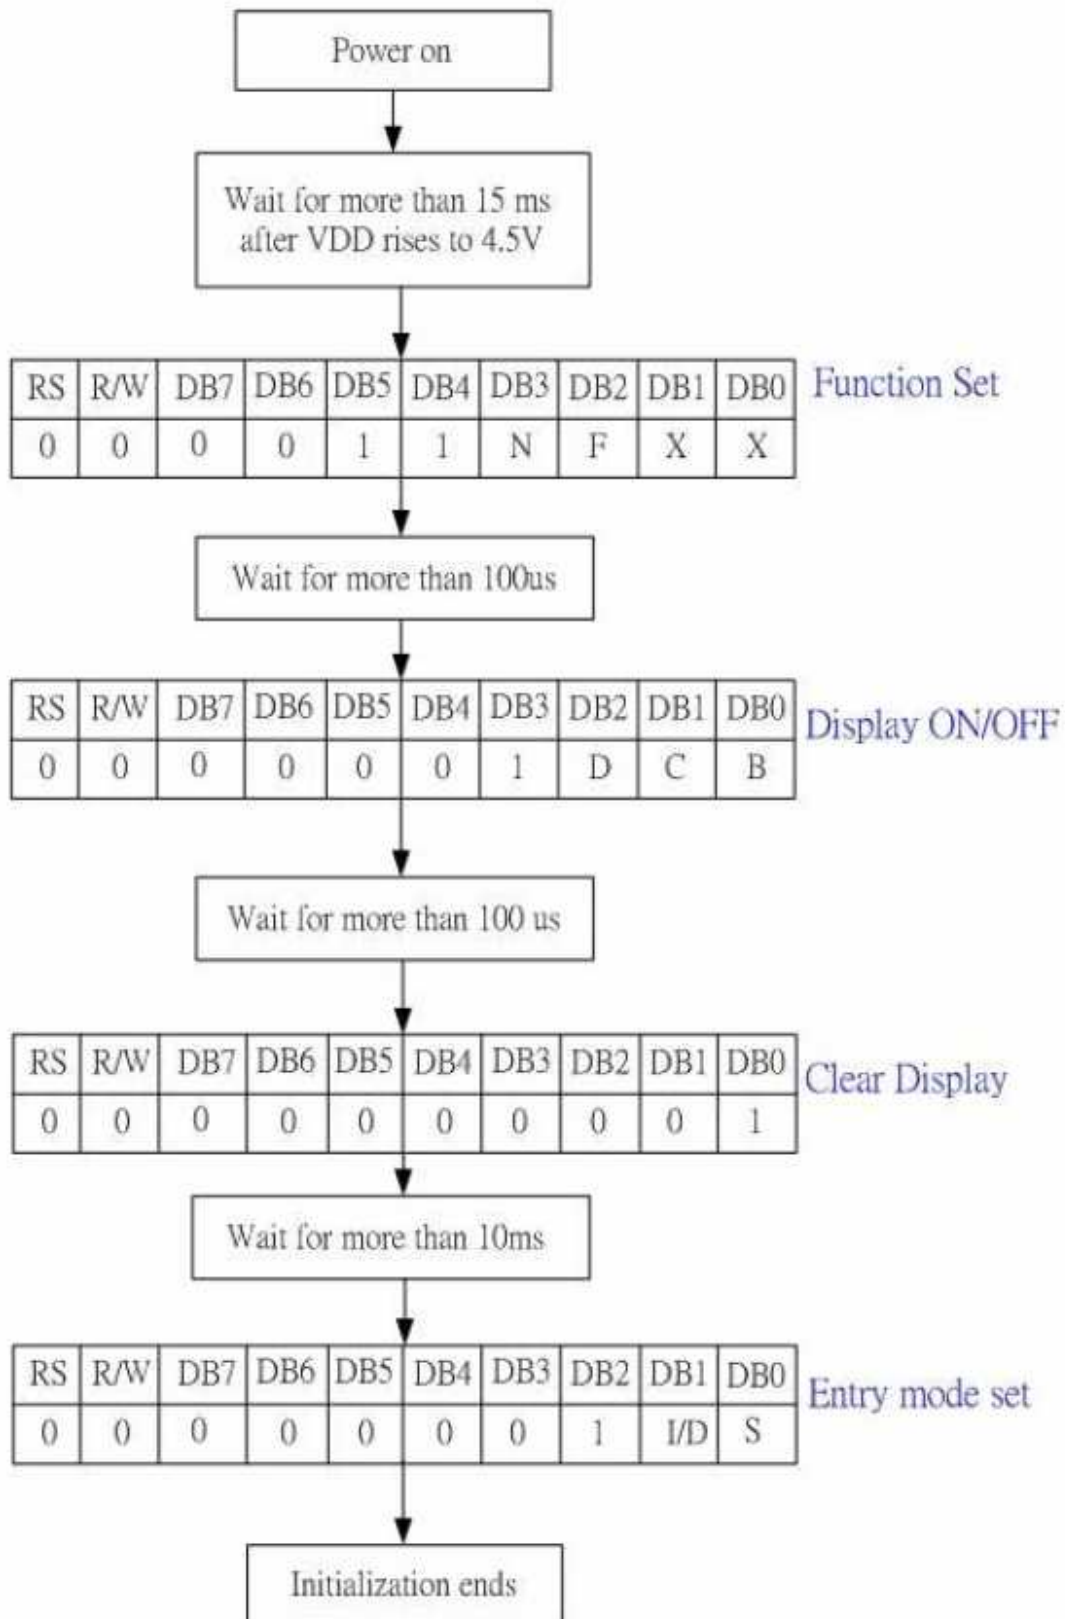 Power on
Wait for more than 15 ms
after VDD rises to 4.5V
RS R/W DB7 DB6 DB5 DB4 DB3 DB2 DB1 DB0 Function Set
0 0 0 0 1 1 N F X X
Wait for more than 100us
RS R/W DB7 DB6 DB5 DB4 DB3 DB2 DB1 DB0 Display ON/OFF
0 0 0 0 0 0 1 D C B
Wait for more than 100 us
RS R/W DB7 DB6 DB5 DB4 DB3 DB2 DB1 DB0 Clear Display
0 0 0 0 0 0 0 0 0 1
Wait for more than 10ms
RS R/W DB7 DB6 DB5 DB4 DB3 DB2 DB1 DB0 Entry mode set
0 0 0 0 0 0 0 1 I/D S
Initialization ends